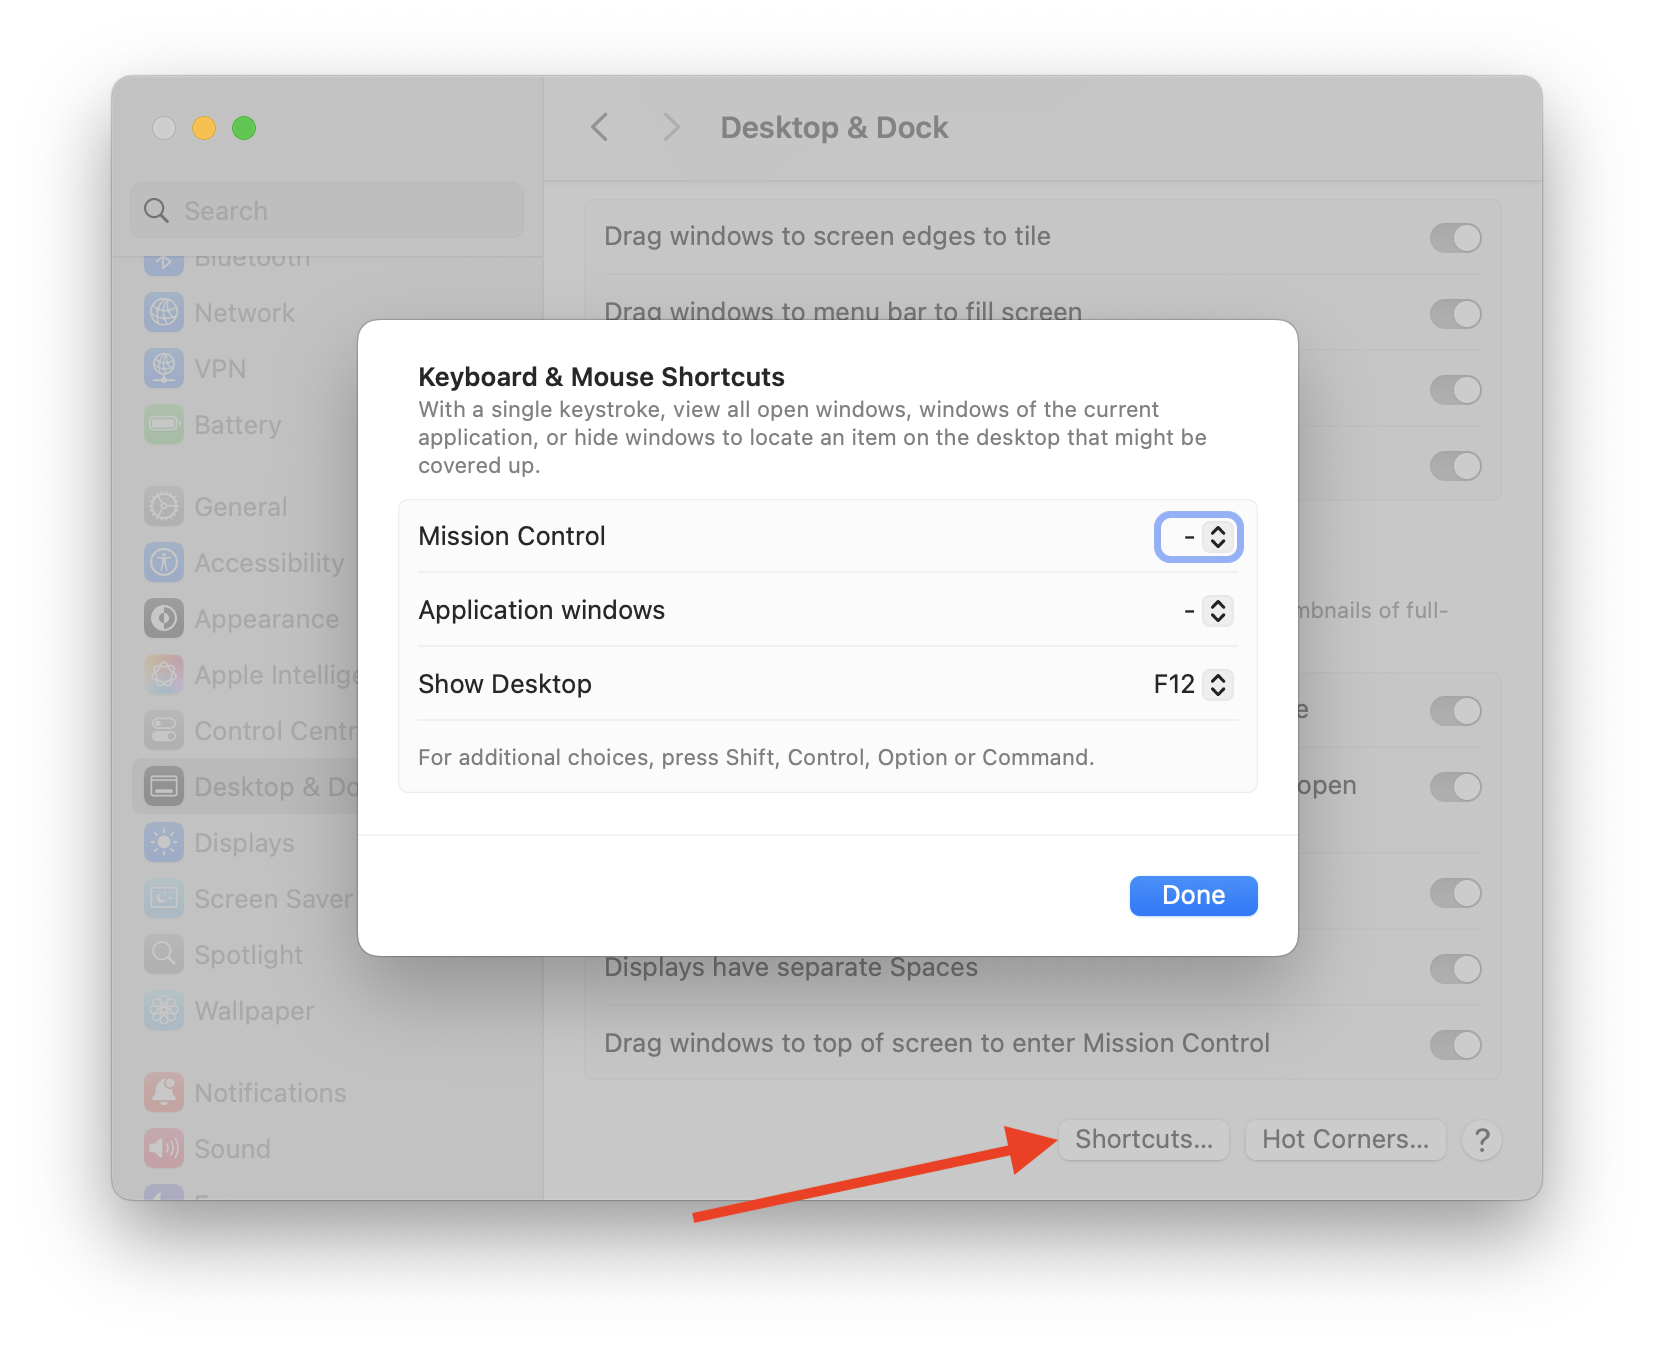 Desktop & Dock
Search
Bluetooth
Network
VPN
Battery
General
Accessibility
Appearance
Apple Intellige
Control Centr
Desktop & Do
Displays
Screen Saver
Spotlight
Wallpaper
Notifications
Sound
Drag windows to screen edges to tile
Drag windows to menu bar to fill screen
Keyboard & Mouse Shortcuts
With a single keystroke, view all open windows, windows of the current
application, or hide windows to locate an item on the desktop that might be
covered up.
Mission Control -
Application windows -
Show Desktop F12
For additional choices, press Shift, Control, Option or Command.
Done
mbnails of full-
e
open
Displays have separate Spaces
Drag windows to top of screen to enter Mission Control
Shortcuts...
Hot Corners...
?